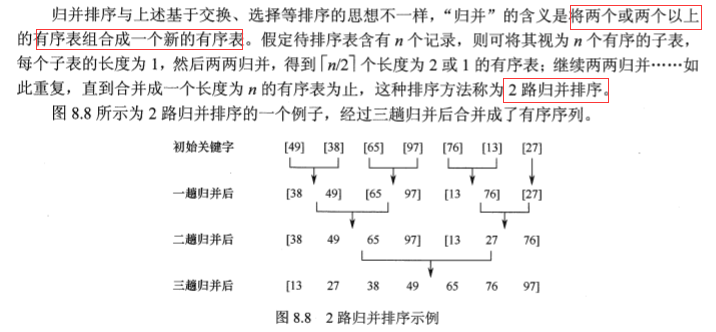 归并排序与上述基于交换、选择等排序的思想不一样，“归并”的含义是将两个或两个以上
的有序表组合成一个新的有序表。假定待排序表含有 n 个记录，则可将其视为 n 个有序的子表，
每个子表的长度为 1，然后两两归并，得到⌈n/2⌉个长度为 2 或 1 的有序表；继续两两归并……如
此重复，直到合并成一个长度为 n 的有序表为止，这种排序方法称为 2 路归并排序。
图 8.8 所示为 2 路归并排序的一个例子，经过三趟归并后合并成了有序序列。
初始关键字 [49] [38] [65] [97] [76] [13] [27]
一趟归并后 [38 49] [65 97] [13 76] [27]
二趟归并后 [38 49 65 97] [13 27 76]
三趟归并后 [13 27 38 49 65 76 97]
图 8.8 2 路归并排序示例